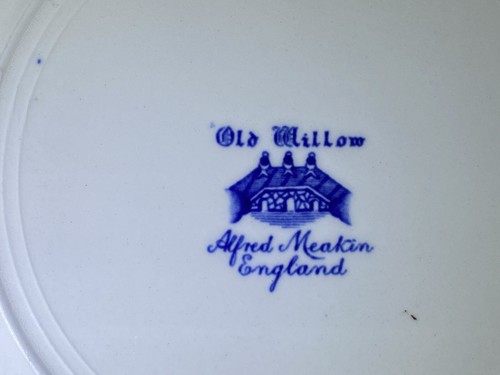 Old Willow
Alfred Meakin
England